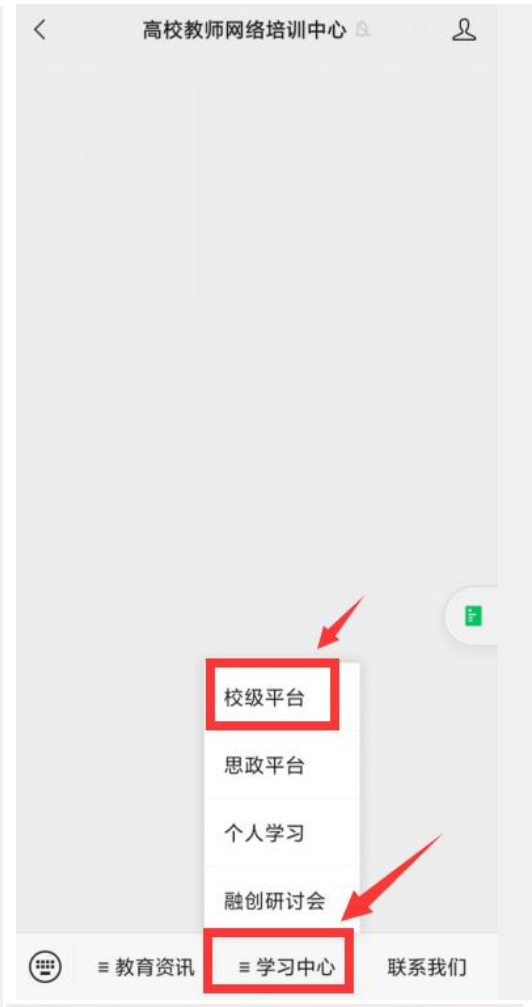 高校教师网络培训中心
校级平台
思政平台
个人学习
融创研讨会
教育资讯
学习中心
联系我们